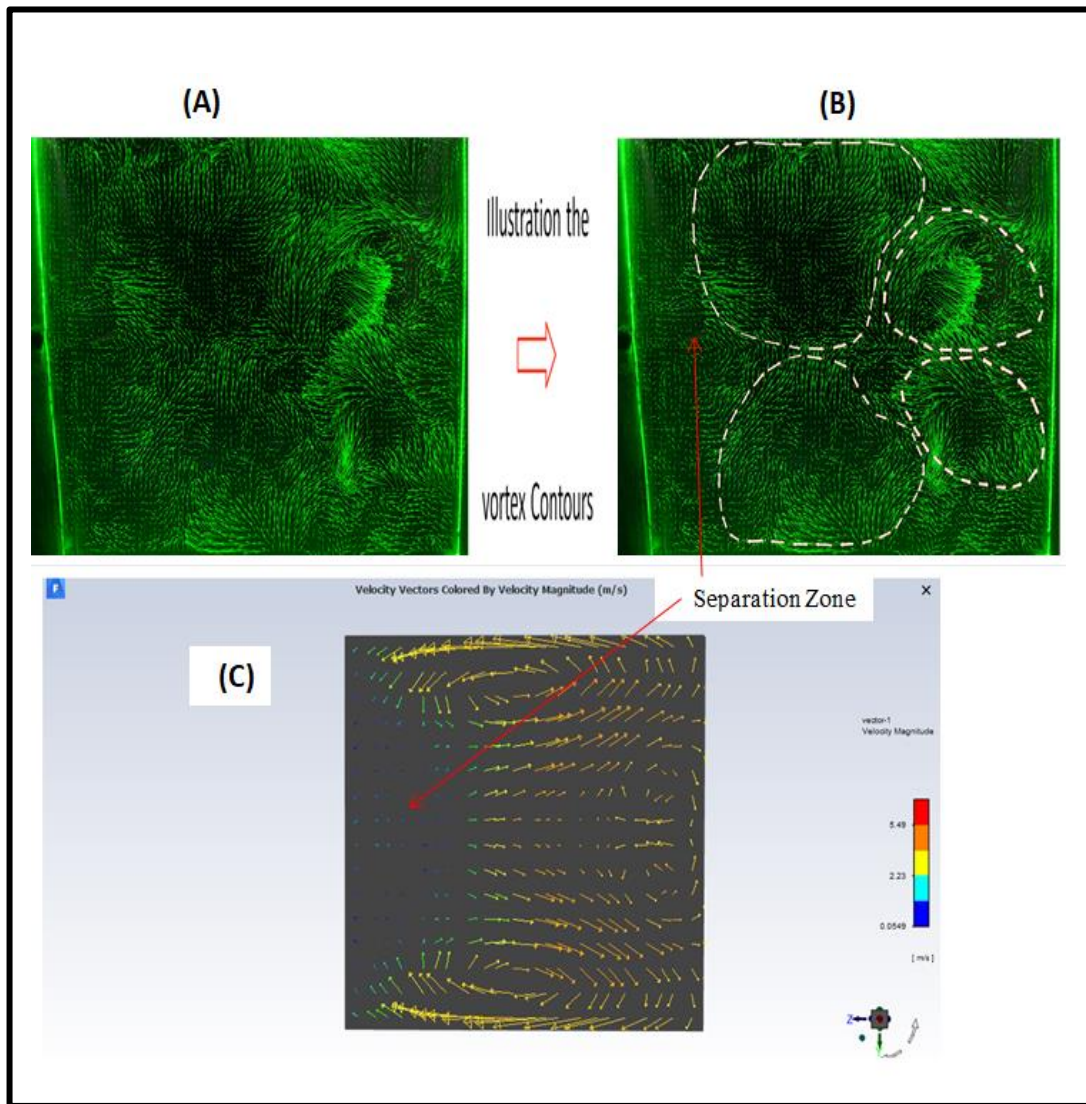 (A)
(B)
Illustration the
vortex Contours
Velocity Vectors Colored By Velocity Magnitude (m/s)
Separation Zone
X
(C)
vector-1
Velocity Magnitude
5.49
2.23
0.0549
[ m/s ]
Z